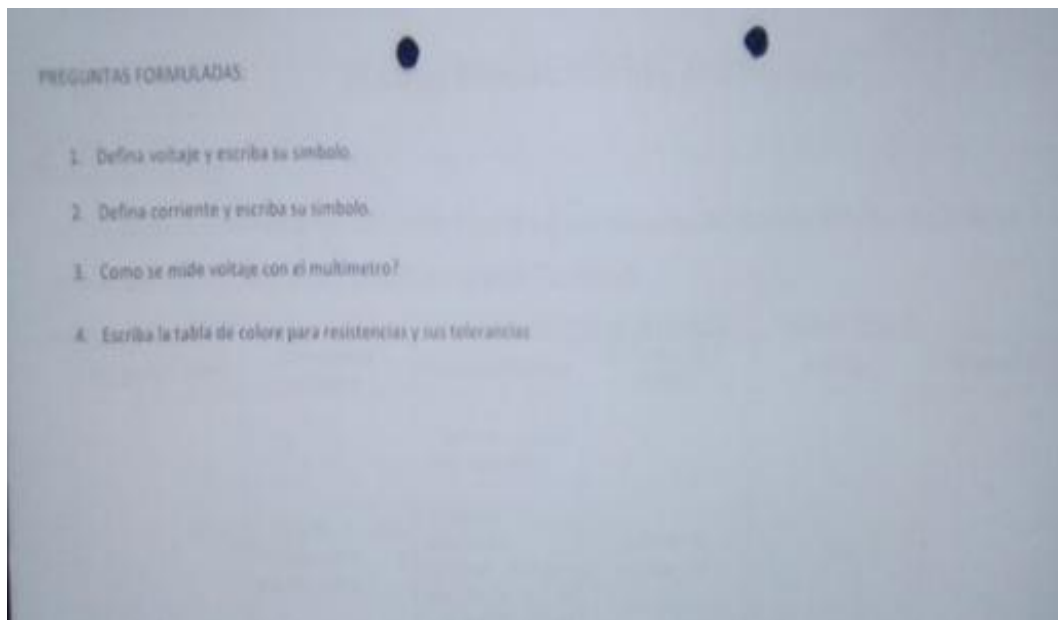 PREGUNTAS FORMULADAS:
1. Defina voltaje y escriba su simbolo.
2. Defina corriente y escriba su simbolo.
3. Como se mide voltaje con el multimetro?
4. Escriba la tabla de colore para resistencias y sus tolerancias